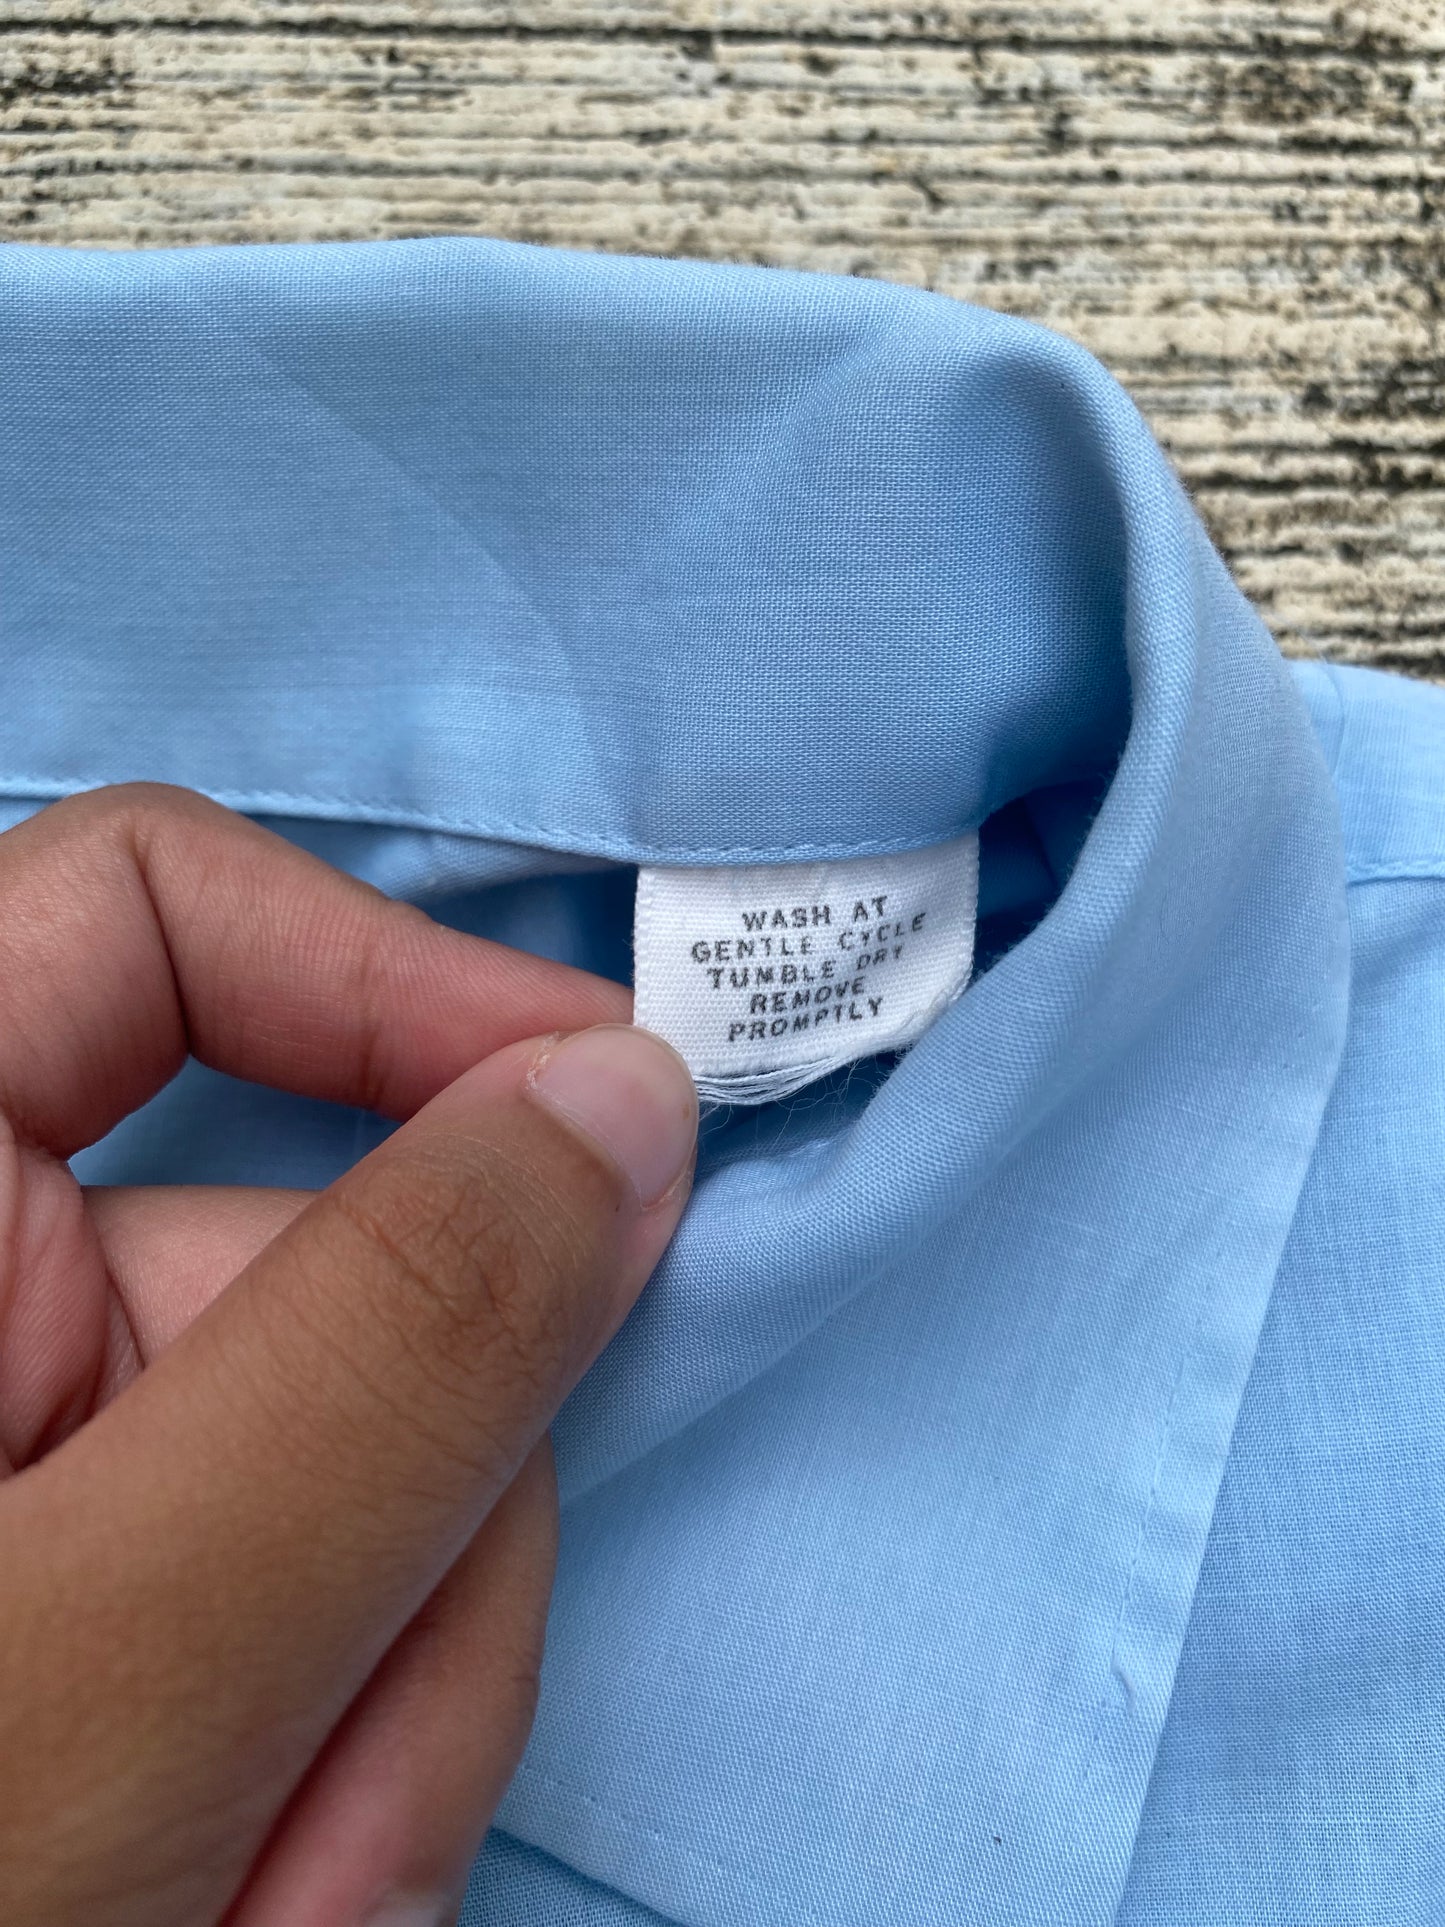 WASH AT
GENTLE CYCLE
TUMBLE DRY
REMOVE
PROMPTLY